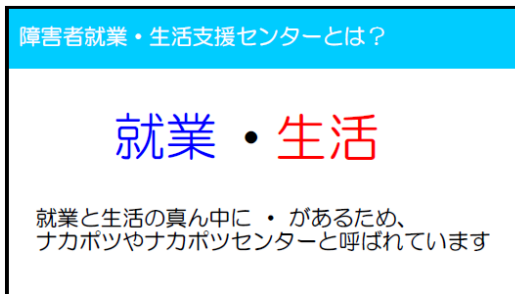 障害者就業・生活支援センターとは？
就業・生活
就業と生活の真ん中に ・ があるため、
ナカポツやナカポツセンターと呼ばれています